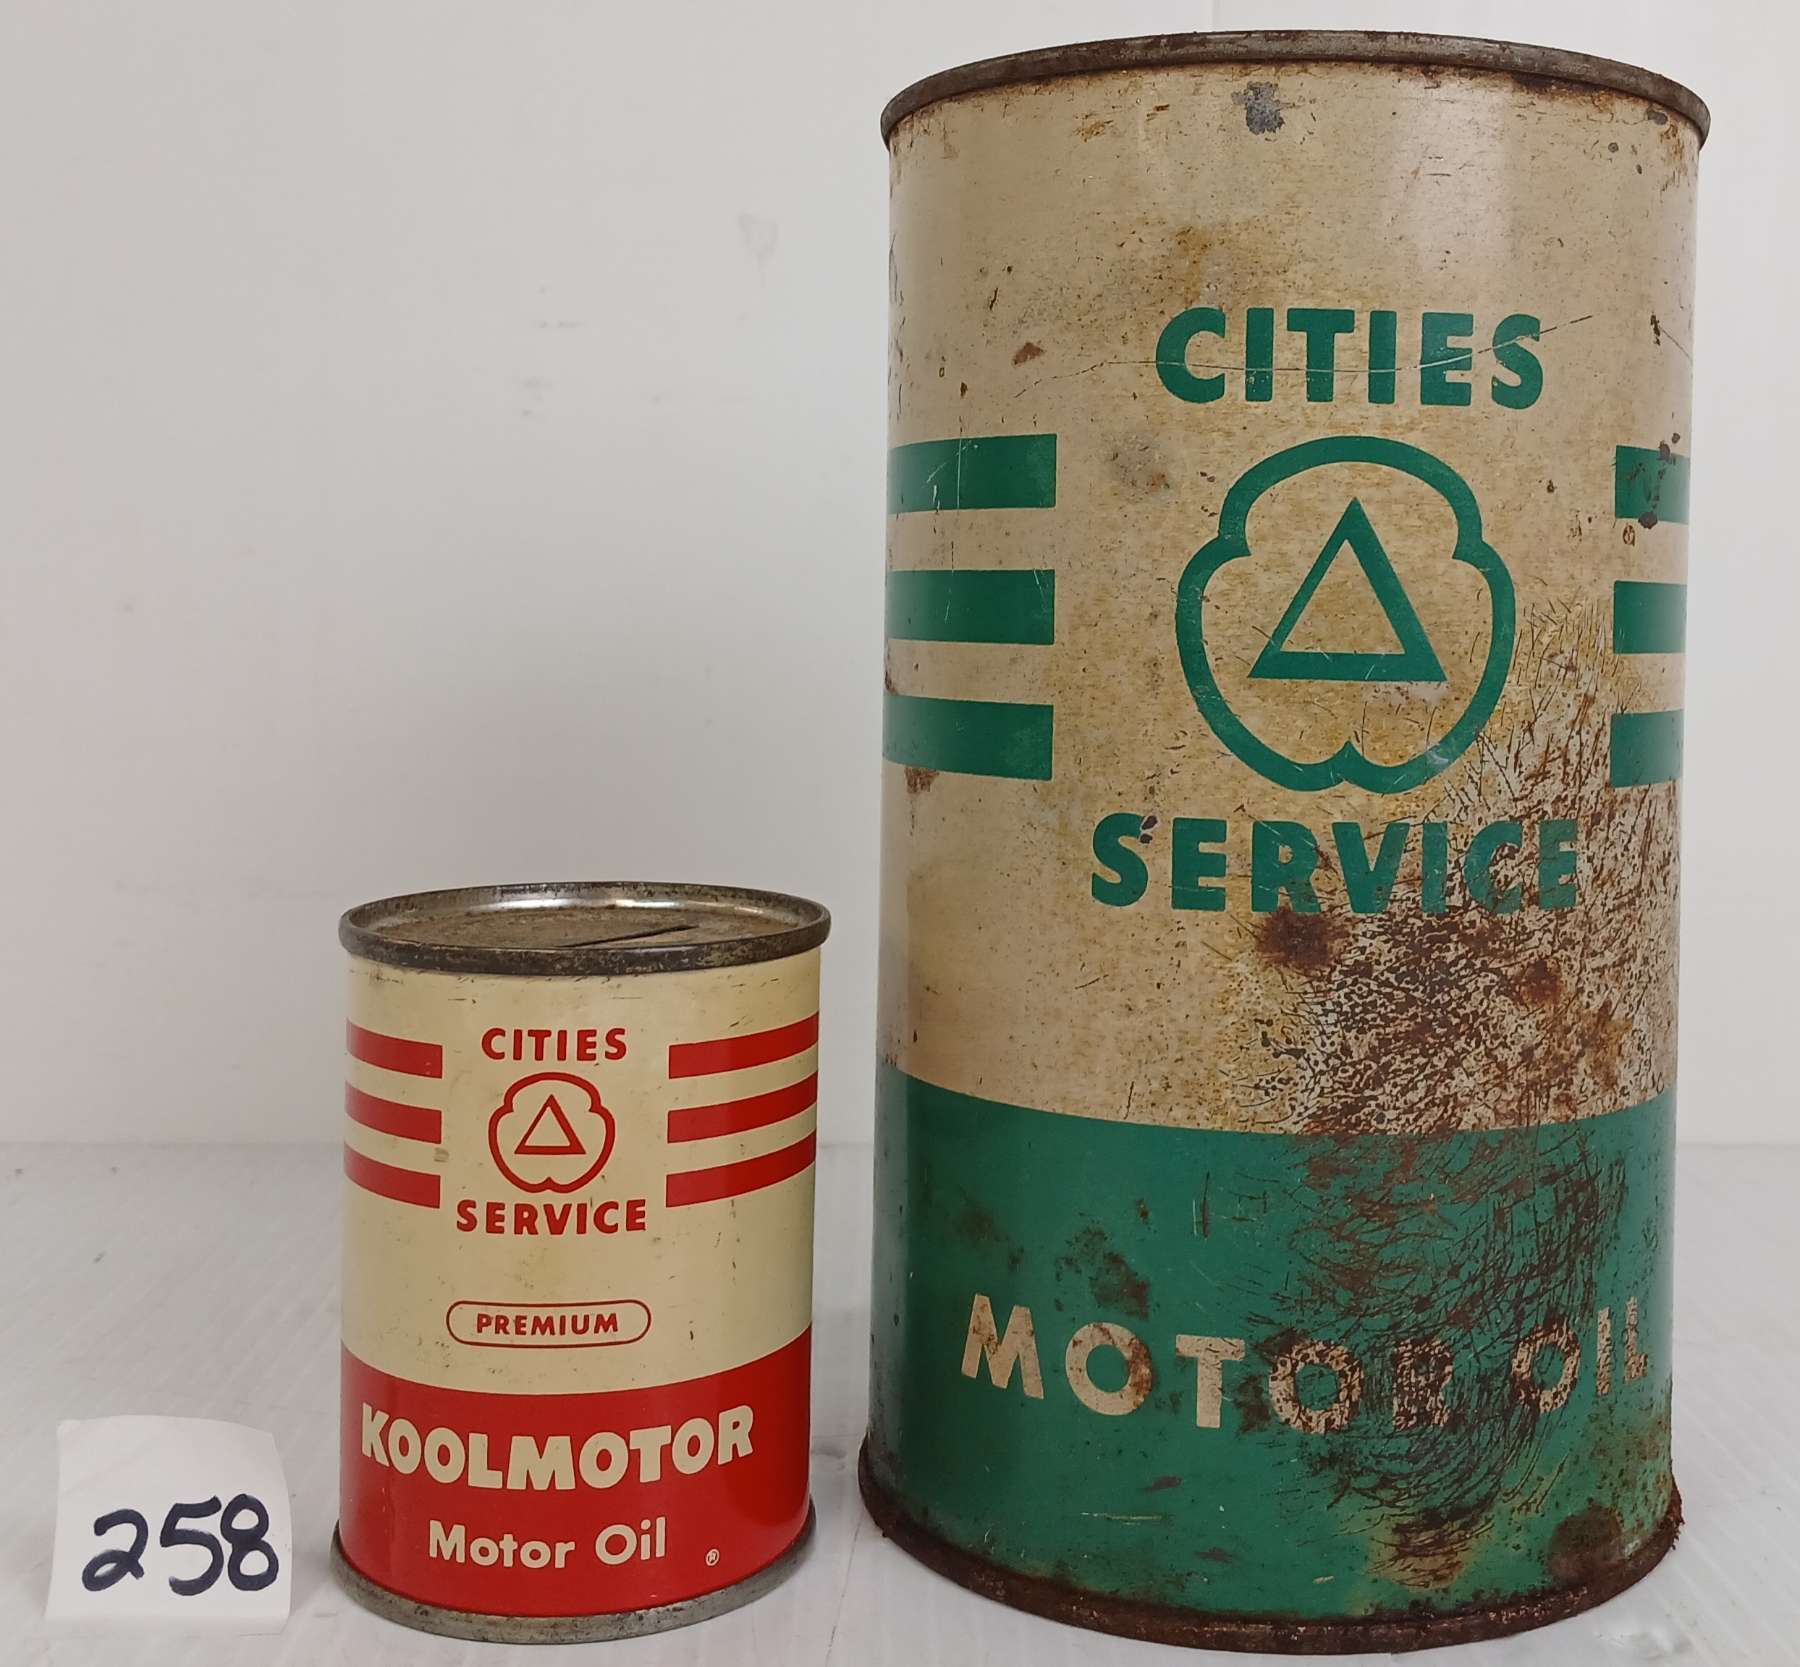 CITIES
SERVICE
PREMIUM
KOOLMOTOR
Motor Oil ®
CITIES
SERVICE
MOTOR OIL
258